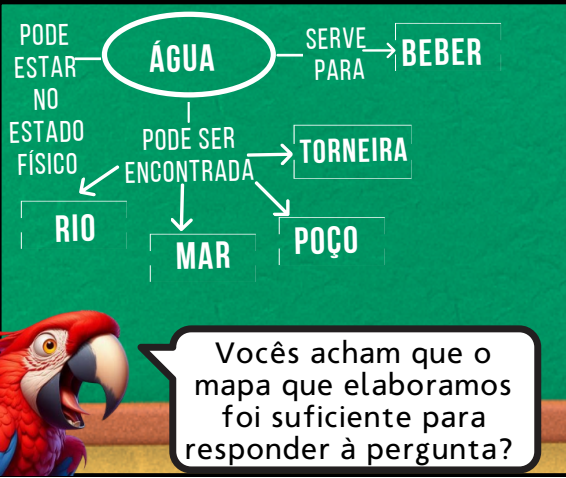 PODE
ESTAR
NO
ESTADO
FÍSICO
ÁGUA
SERVE
PARA
BEBER
PODE SER
ENCONTRADA
TORNEIRA
RIO
MAR
POÇO
Vocês acham que o
mapa que elaboramos
foi suficiente para
responder à pergunta?